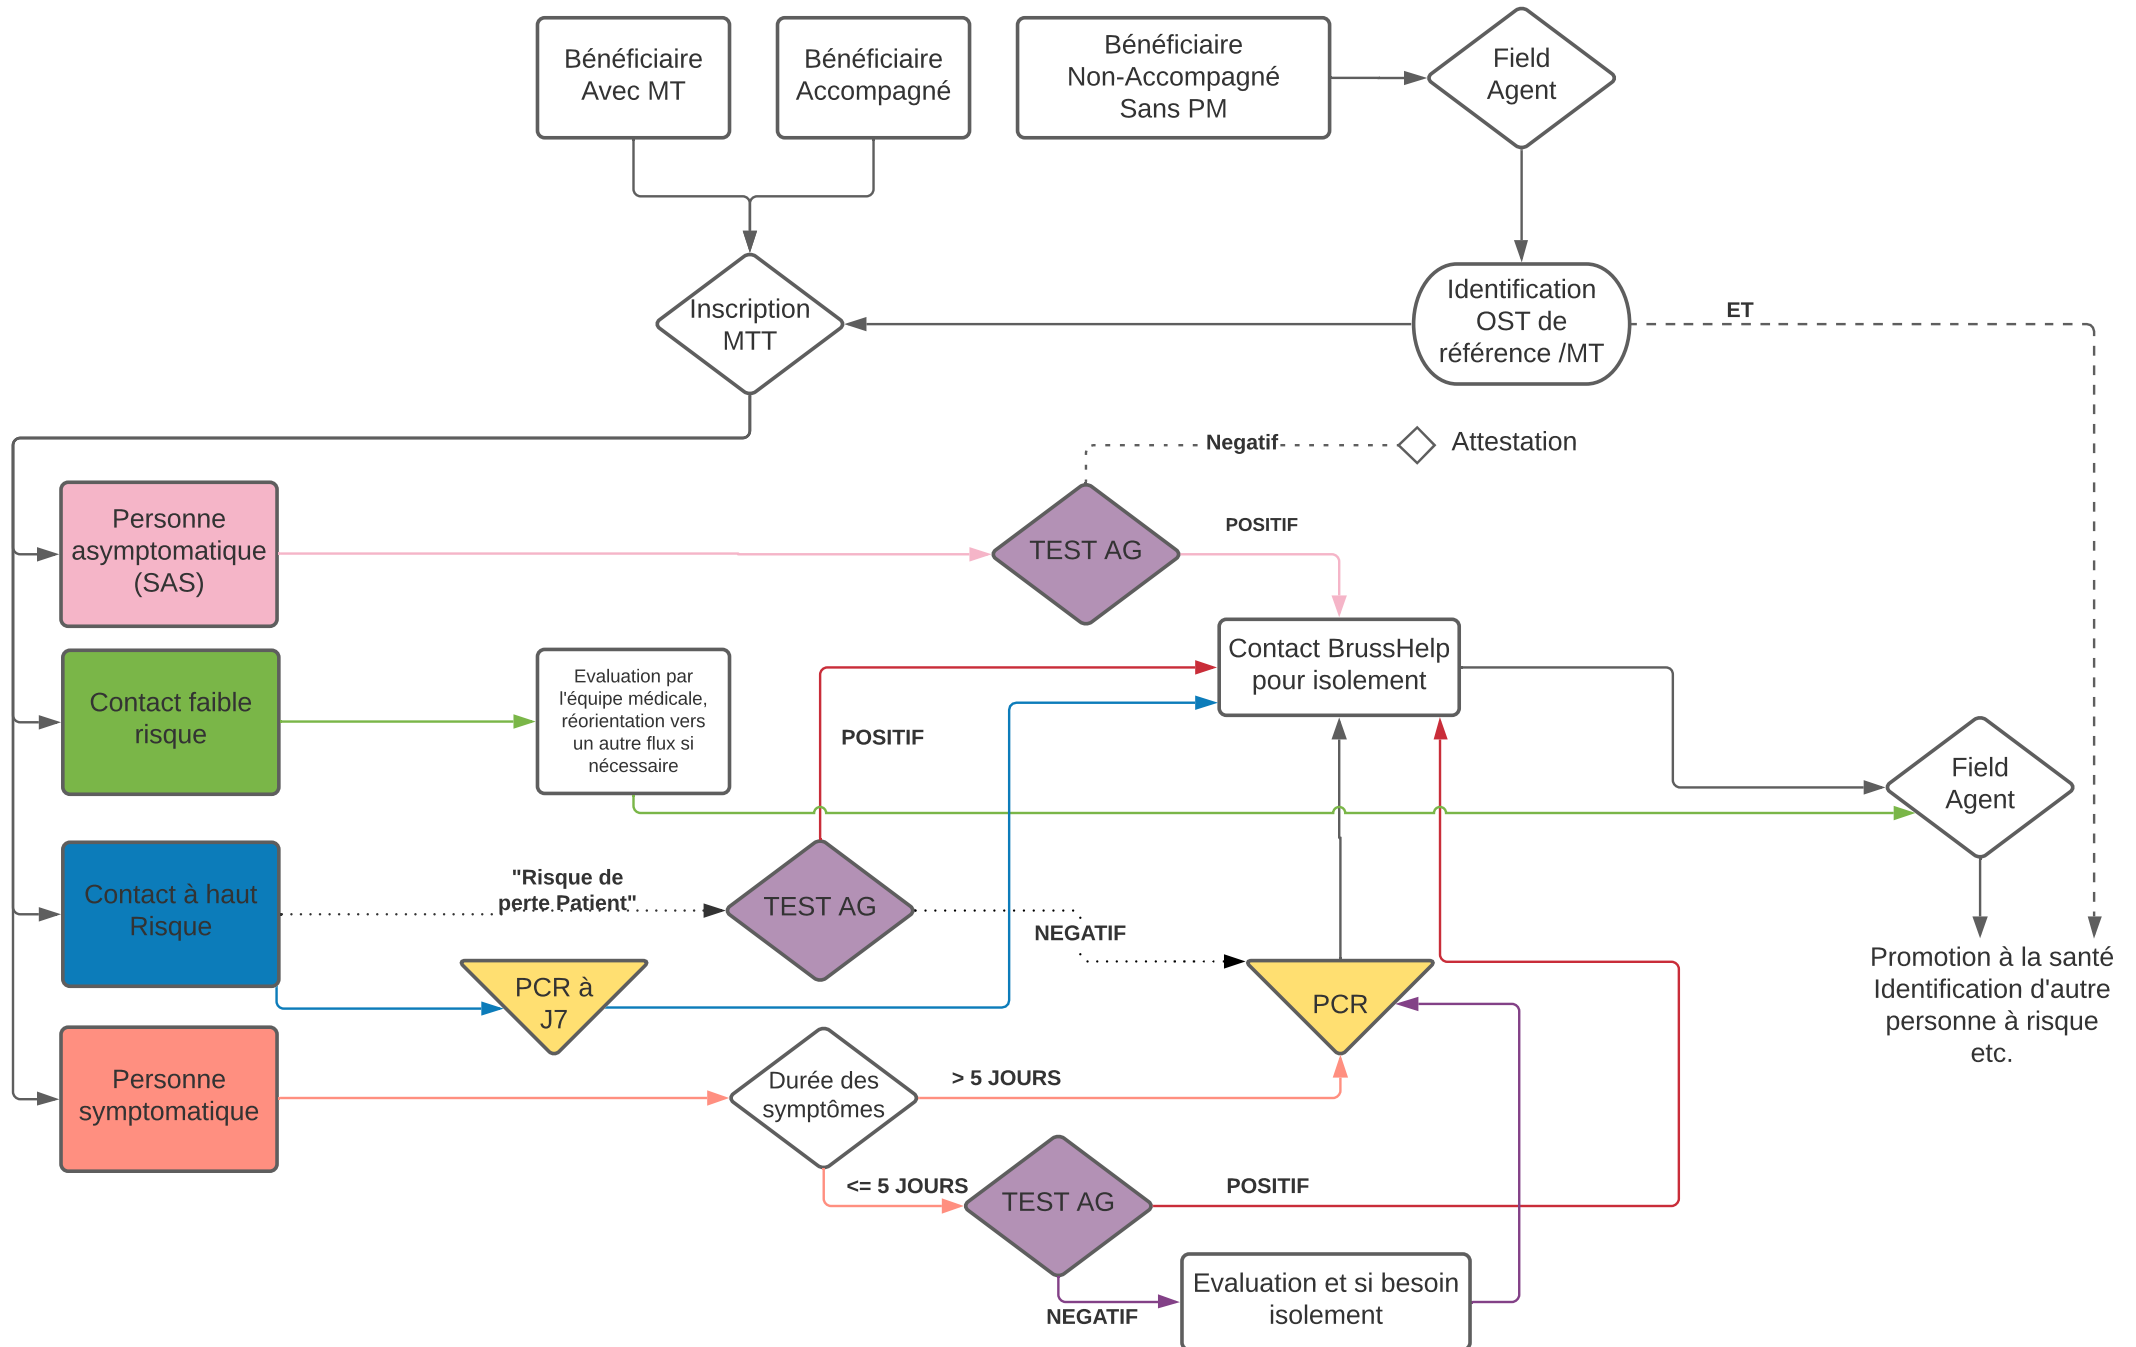 Bénéficiaire
Avec MT
Bénéficiaire
Accompagné
Bénéficiaire
Non-Accompagné
Sans PM
Field
Agent
Inscription
MTT
Identification
OST de
référence /MT
ET
Negatif
Attestation
Personne
asymptomatique
(SAS)
TEST AG
POSITIF
Contact BrussHelp
pour isolement
Contact faible
risque
Evaluation par
l'équipe médicale,
réorientation vers
un autre flux si
nécessaire
POSITIF
Field
Agent
Contact à haut
Risque
"Risque de
perte Patient"
TEST AG
NEGATIF
PCR à
J7
PCR
Promotion à la santé
Identification d'autre
personne à risque
etc.
Personne
symptomatique
Durée des
symptômes
> 5 JOURS
<= 5 JOURS
TEST AG
POSITIF
NEGATIF
Evaluation et si besoin
isolement